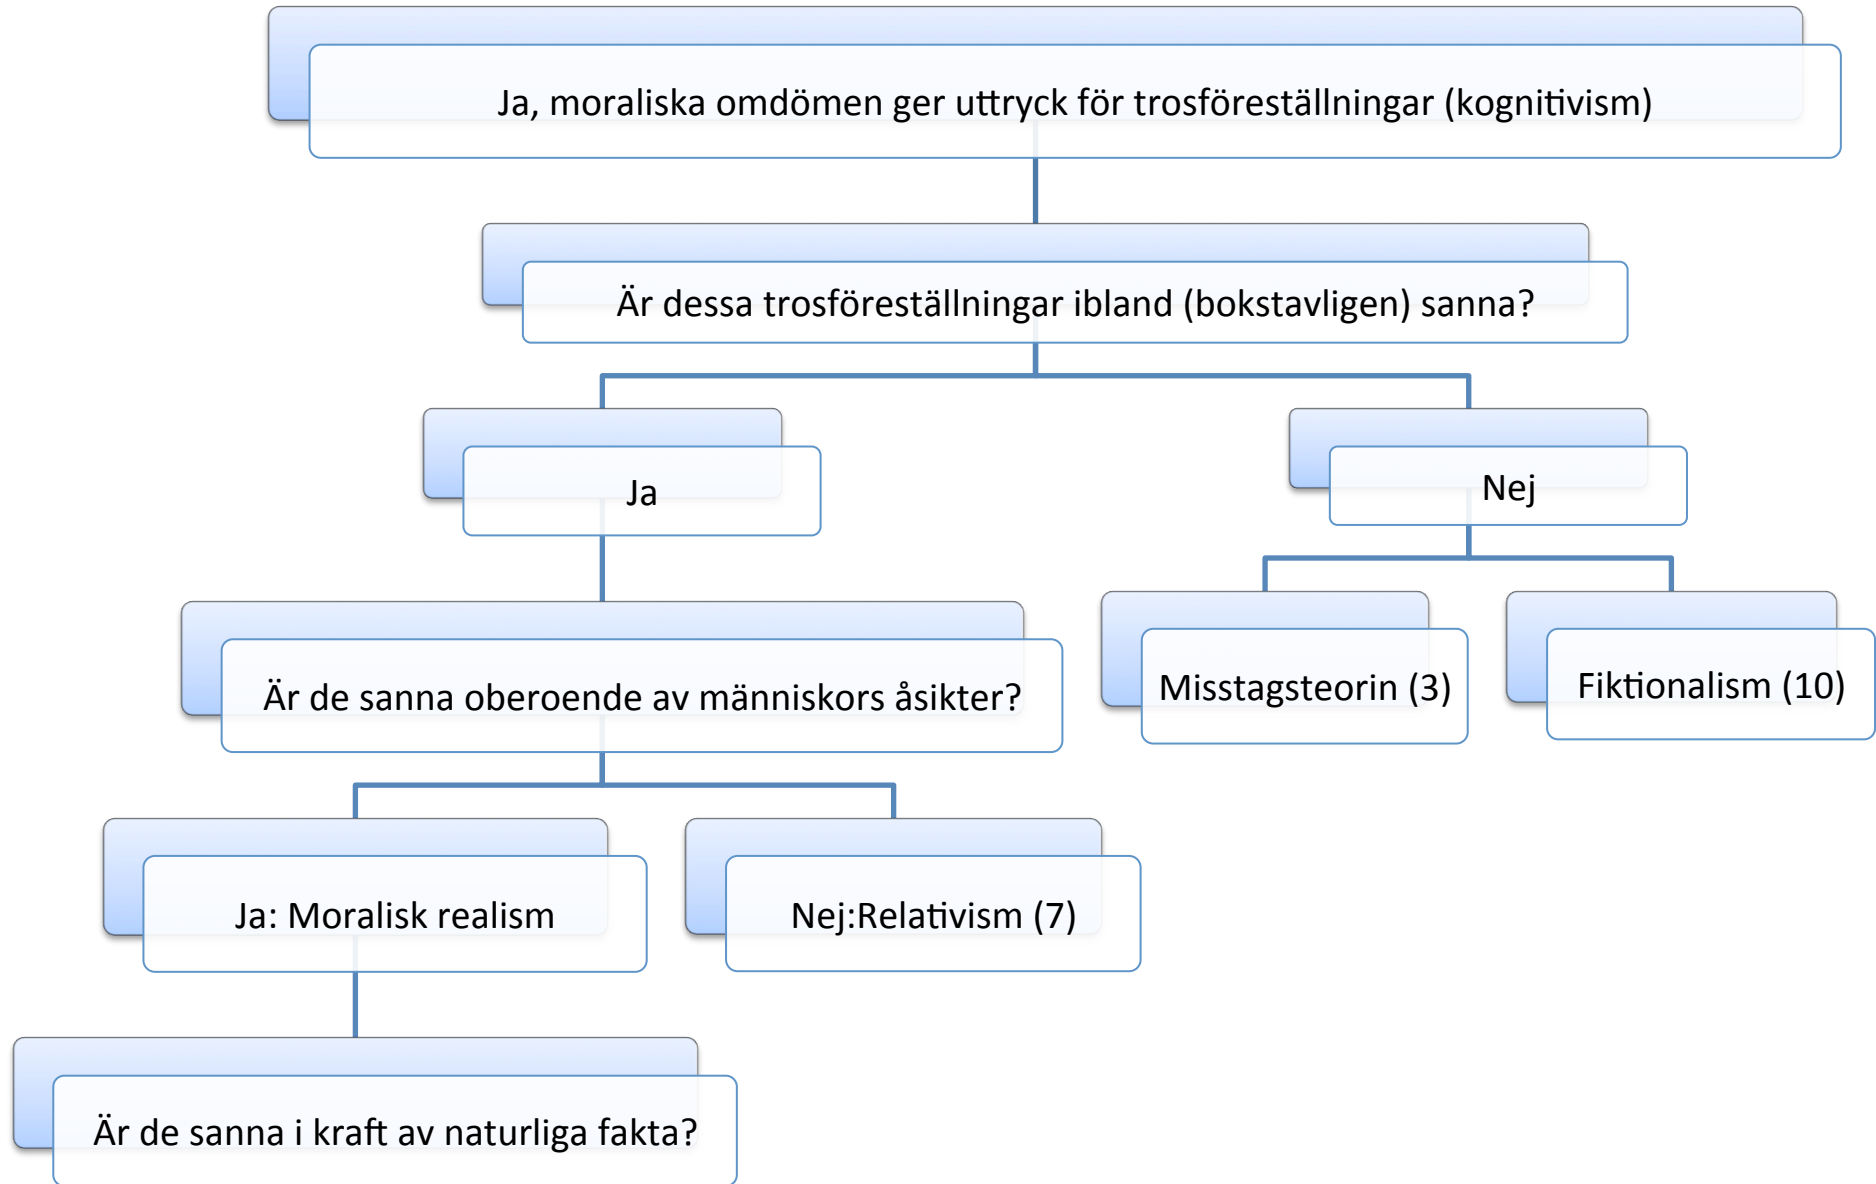 Ja, moraliska omdömen ger uttryck för trosföreställningar (kognitivism)
Är dessa trosföreställningar ibland (bokstavligen) sanna?
Ja
Nej
Är de sanna oberoende av människors åsikter?
Misstagsteorin (3)
Fiktionalism (10)
Ja: Moralisk realism
Nej:Relativism (7)
Är de sanna i kraft av naturliga fakta?